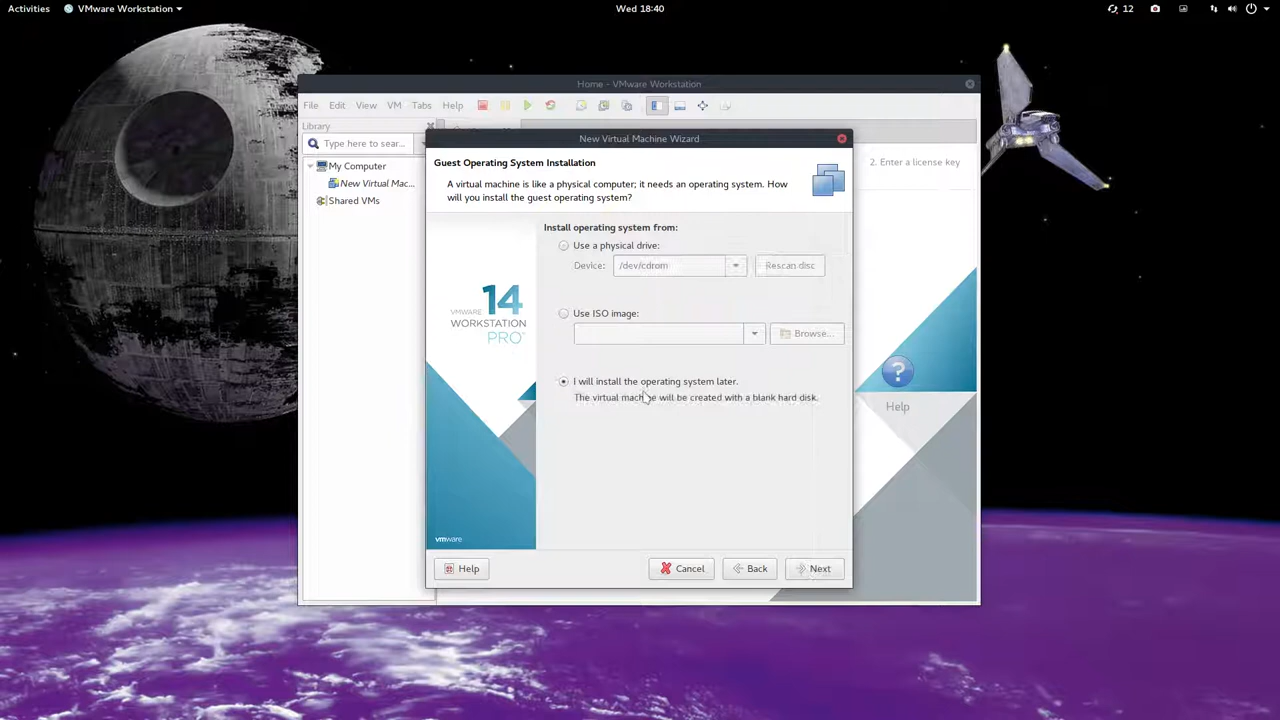 Activities VMware Workstation Wed 18:40 12
Home - VMware Workstation
File Edit View VM Tabs Help
Library
Type here to sear...
My Computer
New Virtual Mac...
Shared VMs
2. Enter a license key
Help
New Virtual Machine Wizard
Guest Operating System Installation
A virtual machine is like a physical computer; it needs an operating system. How
will you install the guest operating system?
VMWARE 14
WORKSTATION
PRO™
vmware
Install operating system from:
Use a physical drive:
Device: /dev/cdrom Rescan disc
Use ISO image:
Browse...
I will install the operating system later.
The virtual machine will be created with a blank hard disk.
Help Cancel Back Next